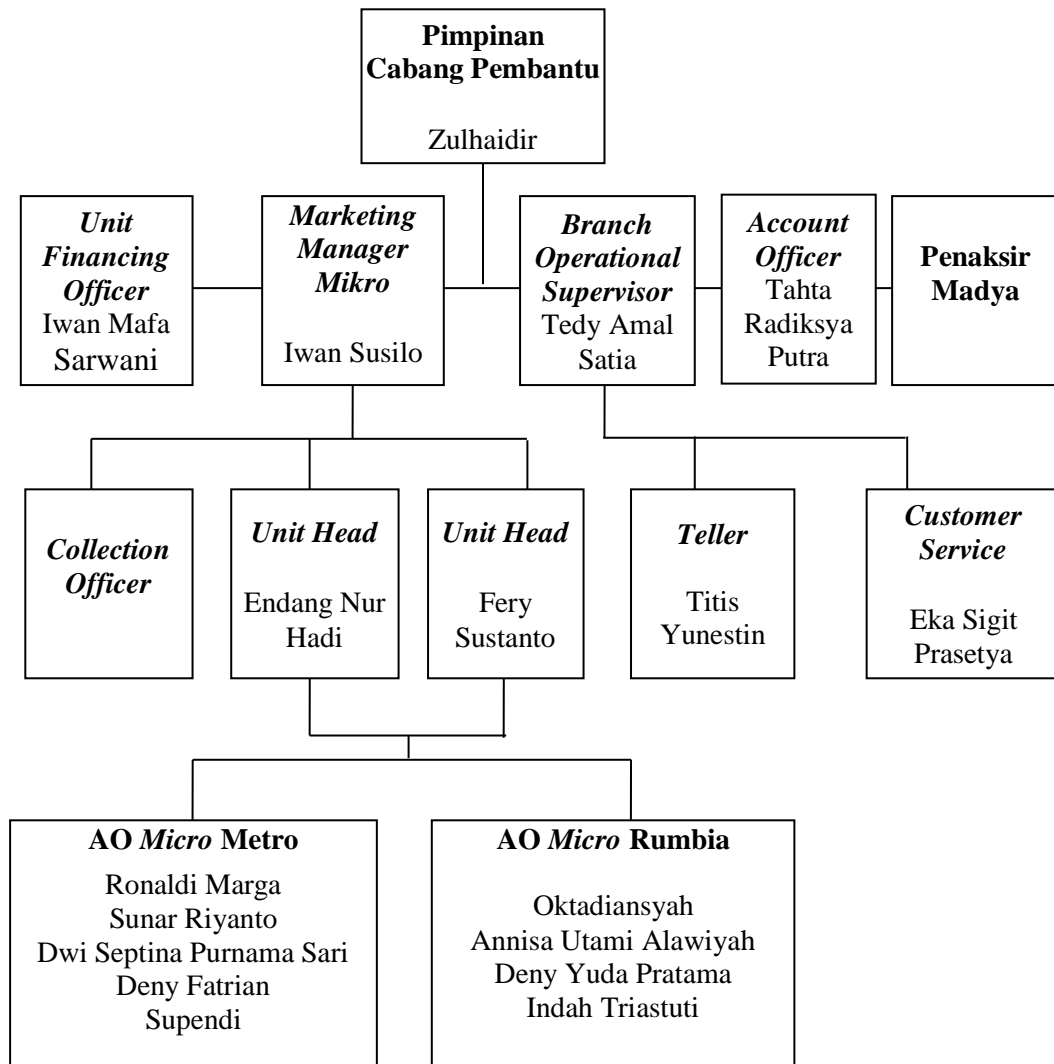 Pimpinan
Cabang Pembantu
Zulhaidir
Unit
Financing
Officer
Iwan Mafa
Sarwani
Marketing
Manager
Mikro
Iwan Susilo
Branch
Operational
Supervisor
Tedy Amal
Satia
Account
Officer
Tahta
Radiksya
Putra
Penaksir
Madya
Collection
Officer
Unit Head
Endang Nur
Hadi
Unit Head
Fery
Sustanto
Teller
Titis
Yunestin
Customer
Service
Eka Sigit
Prasetya
AO Micro Metro
Ronaldi Marga
Sunar Riyanto
Dwi Septina Purnama Sari
Deny Fatrian
Supendi
AO Micro Rumbia
Oktadiansyah
Annisa Utami Alawiyah
Deny Yuda Pratama
Indah Triastuti